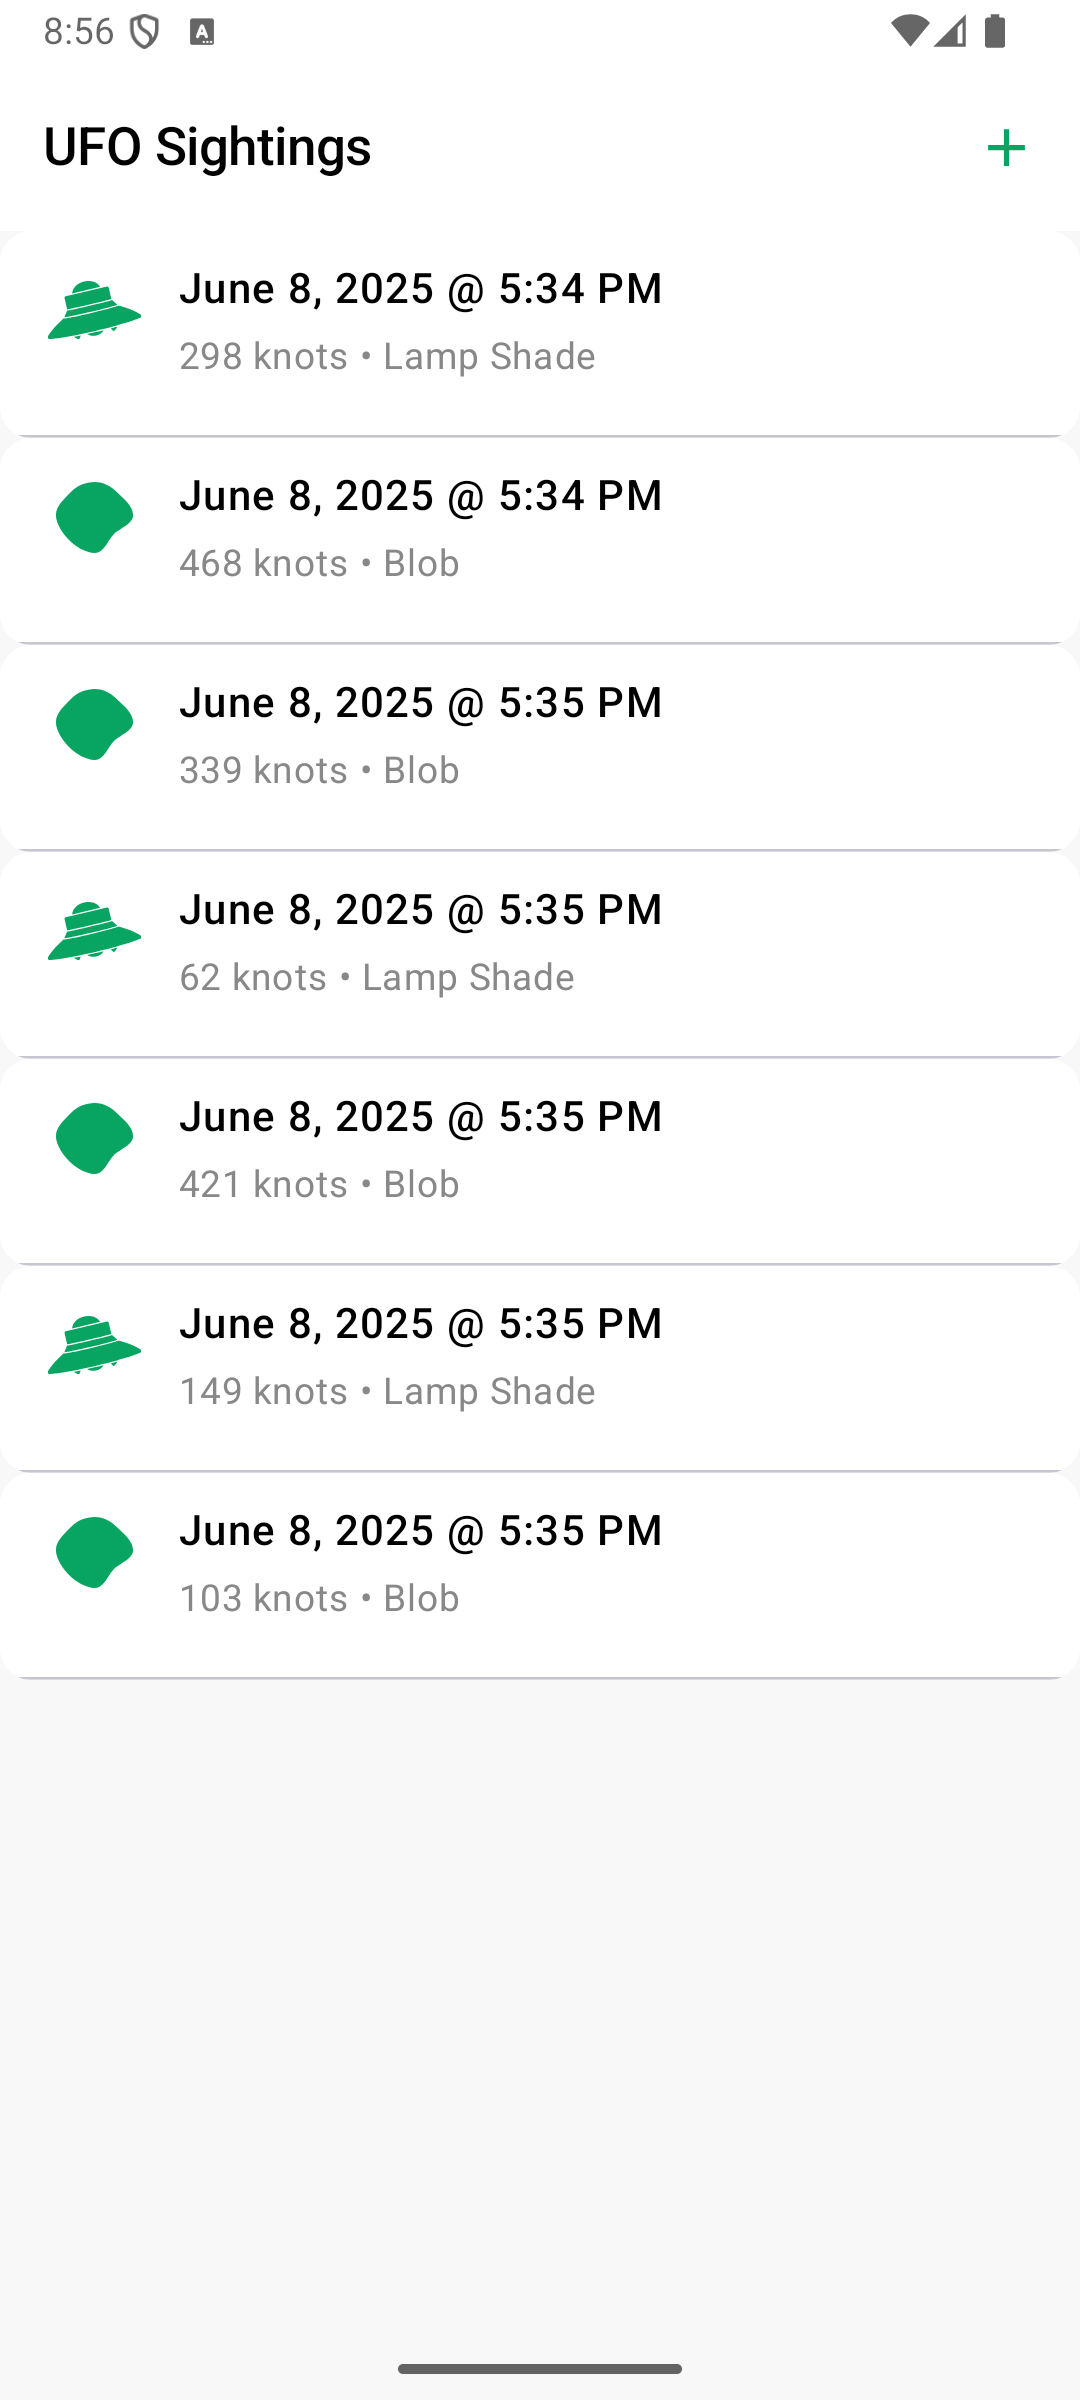 8:56
UFO Sightings
June 8, 2025 @ 5:34 PM
298 knots • Lamp Shade
June 8, 2025 @ 5:34 PM
468 knots • Blob
June 8, 2025 @ 5:35 PM
339 knots • Blob
June 8, 2025 @ 5:35 PM
62 knots • Lamp Shade
June 8, 2025 @ 5:35 PM
421 knots • Blob
June 8, 2025 @ 5:35 PM
149 knots • Lamp Shade
June 8, 2025 @ 5:35 PM
103 knots • Blob